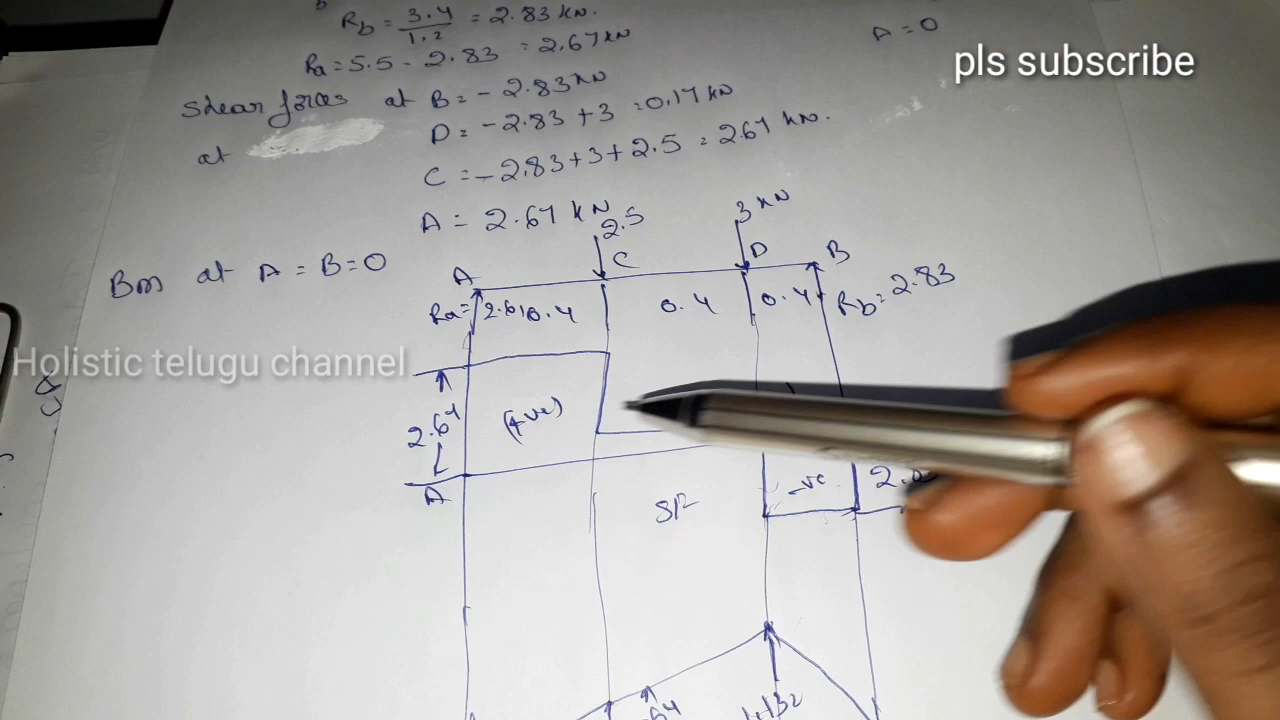 b
Rb = 3.4 / 1.2 = 2.83 kN.
Ra = 5.5 - 2.83 = 2.67 kN
A = 0
pls subscribe
Shear forces at B = - 2.83 kN
at D = - 2.83 + 3 = 0.17 kN
C = - 2.83 + 3 + 2.5 = 2.67 kN.
A = 2.67 kN
2.5
3 kN
Bm at A = B = 0
A C D B
Ra = 2.6 0.4 0.4 0.4 Rb = 2.83
Holistic telugu channel
2.67 (+ve)
A
SF -ve 2.